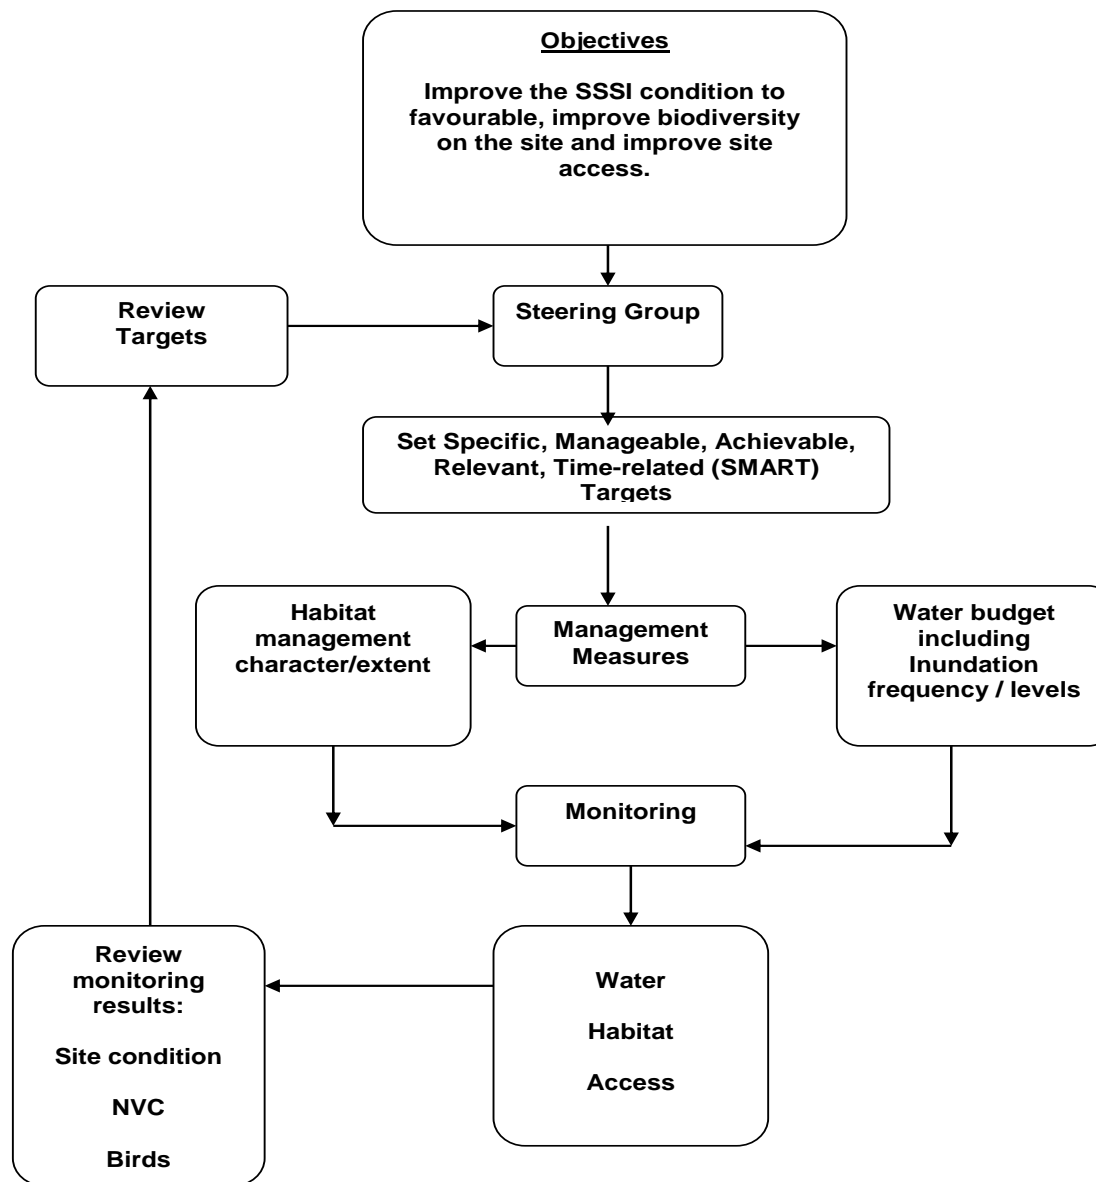 Objectives
Improve the SSSI condition to
favourable, improve biodiversity
on the site and improve site
access.
Review
Targets
Steering Group
Set Specific, Manageable, Achievable,
Relevant, Time-related (SMART)
Targets
Habitat
management
character/extent
Management
Measures
Water budget
including
Inundation
frequency / levels
Monitoring
Review
monitoring
results:
Site condition
NVC
Birds
Water
Habitat
Access